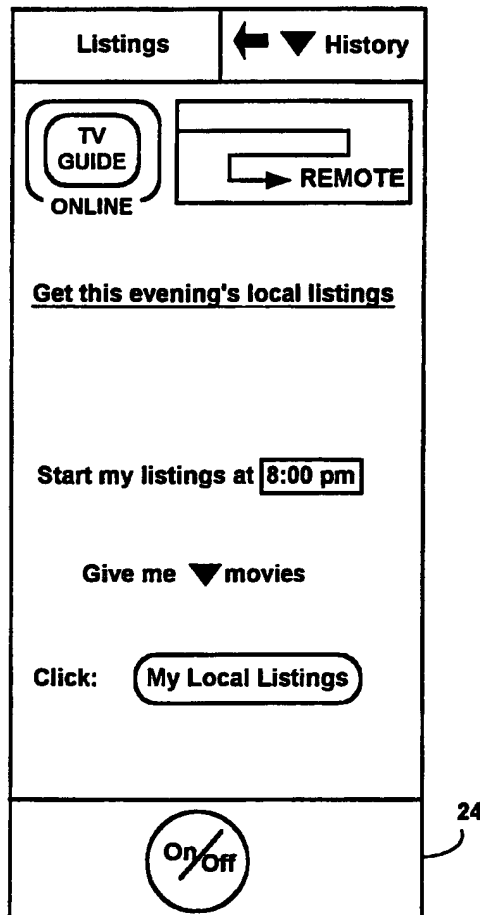 Listings
History
TV
GUIDE
ONLINE
REMOTE
Get this evening's local listings
Start my listings at 8:00 pm
Give me movies
Click: My Local Listings
24
On/Off